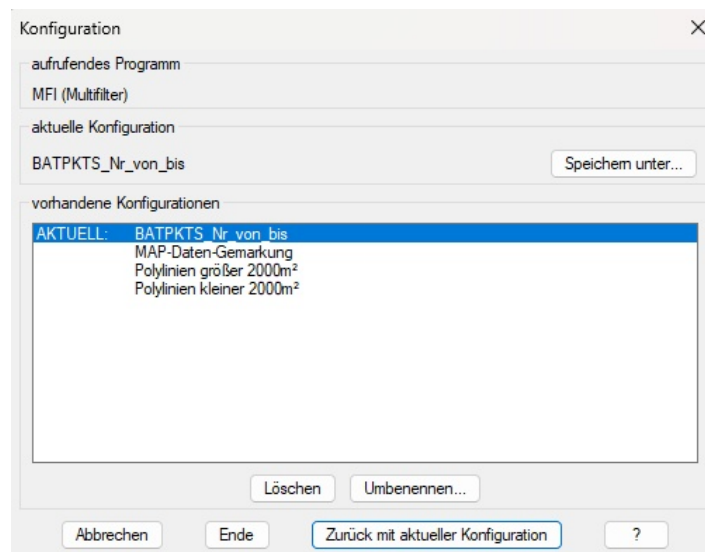 Konfiguration
aufrufendes Programm
MFI (Multifilter)
aktuelle Konfiguration
BATPKTS_Nr_von_bis
Speichern unter...
vorhandene Konfigurationen
AKTUELL: BATPKTS_Nr_von_bis
MAP-Daten-Gemarkung
Polylinien größer 2000m²
Polylinien kleiner 2000m²
Löschen Umbenennen...
Abbrechen Ende Zurück mit aktueller Konfiguration ?